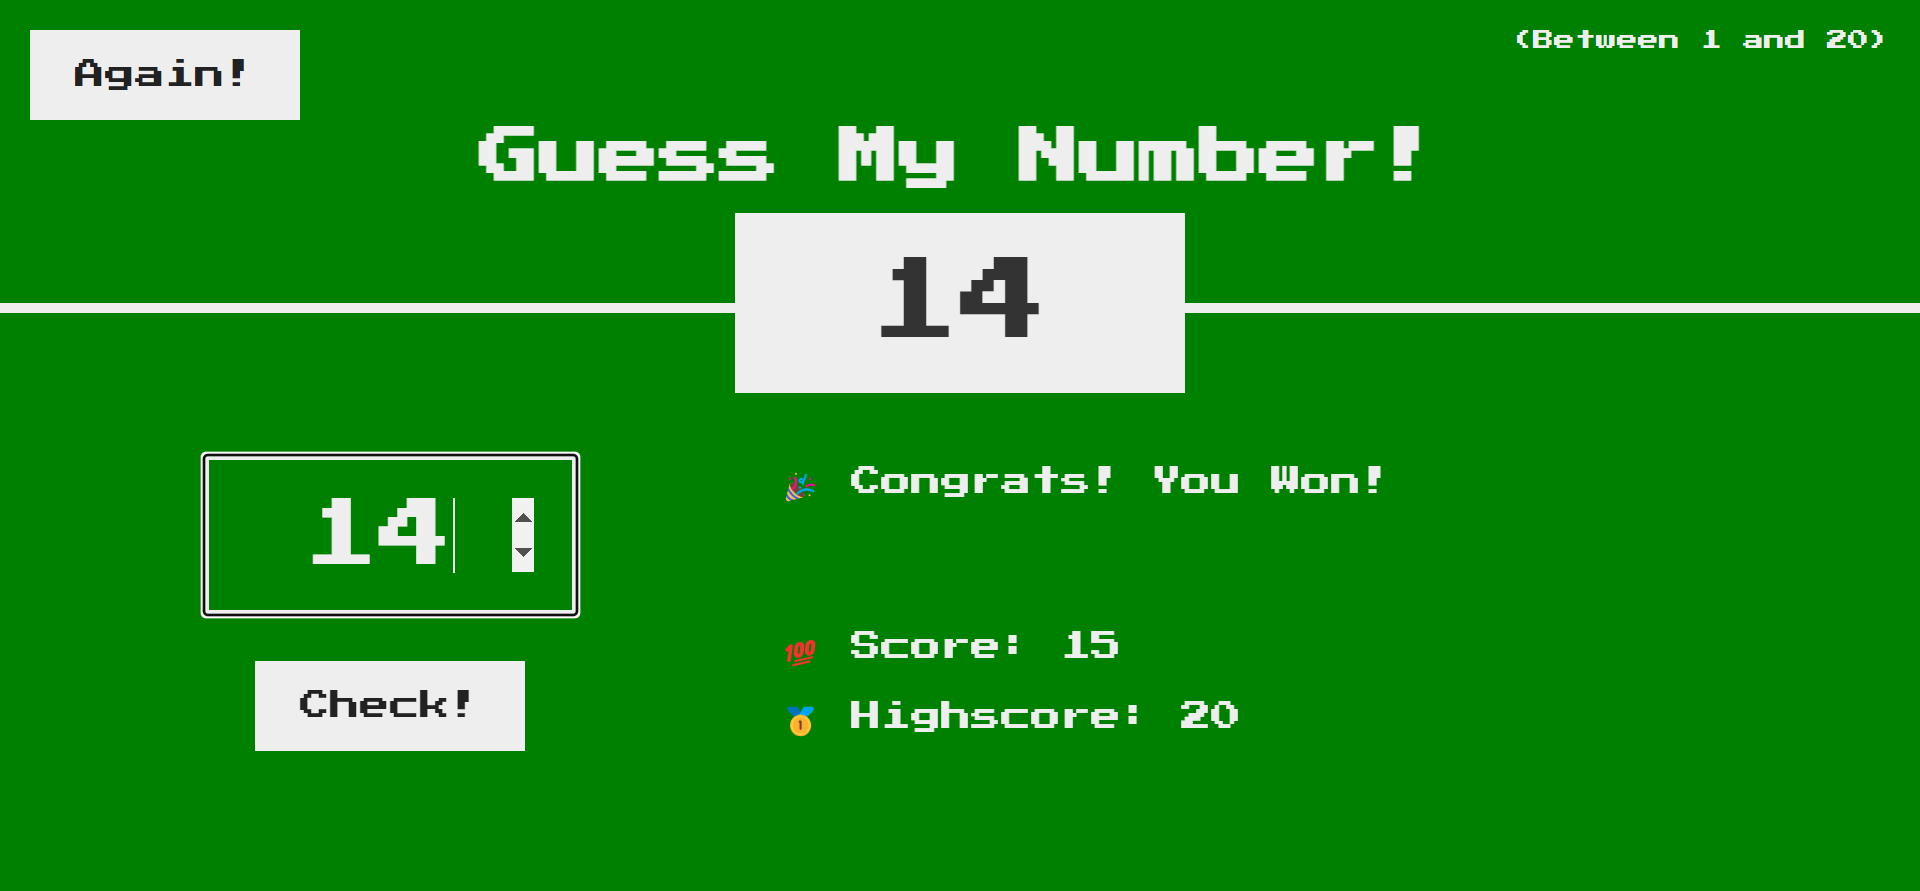 Again!
(Between 1 and 20)
Guess My Number!
14
14
Check!
🎉 Congrats! You Won!
💯 Score: 15
🥇 Highscore: 20